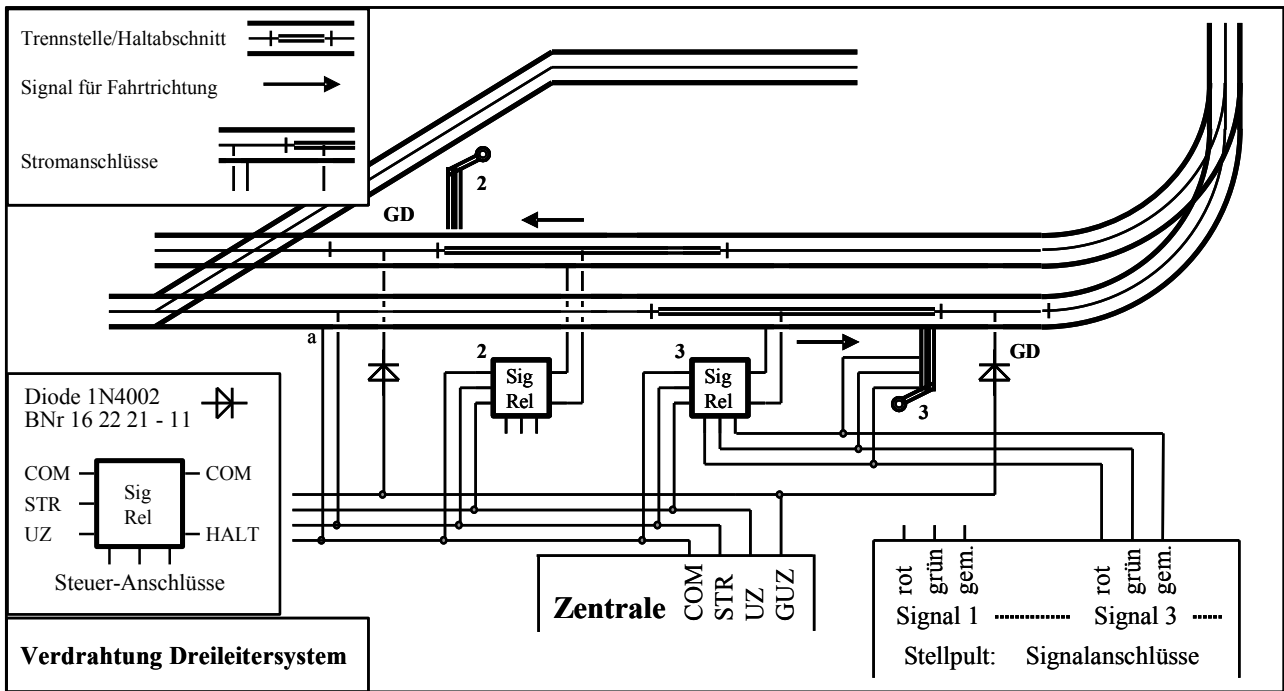 Trennstelle/Haltabschnitt
Signal für Fahrtrichtung
Stromanschlüsse
2
GD
a
2
Sig
Rel
3
Sig
Rel
GD
3
Diode 1N4002
BNr 16 22 21 - 11
COM
STR
UZ
Sig
Rel
COM
HALT
Steuer-Anschlüsse
Verdrahtung Dreileitersystem
Zentrale
COM
STR
UZ
GUZ
rot
grün
gem.
rot
grün
gem.
Signal 1 Signal 3
Stellpult: Signalanschlüsse